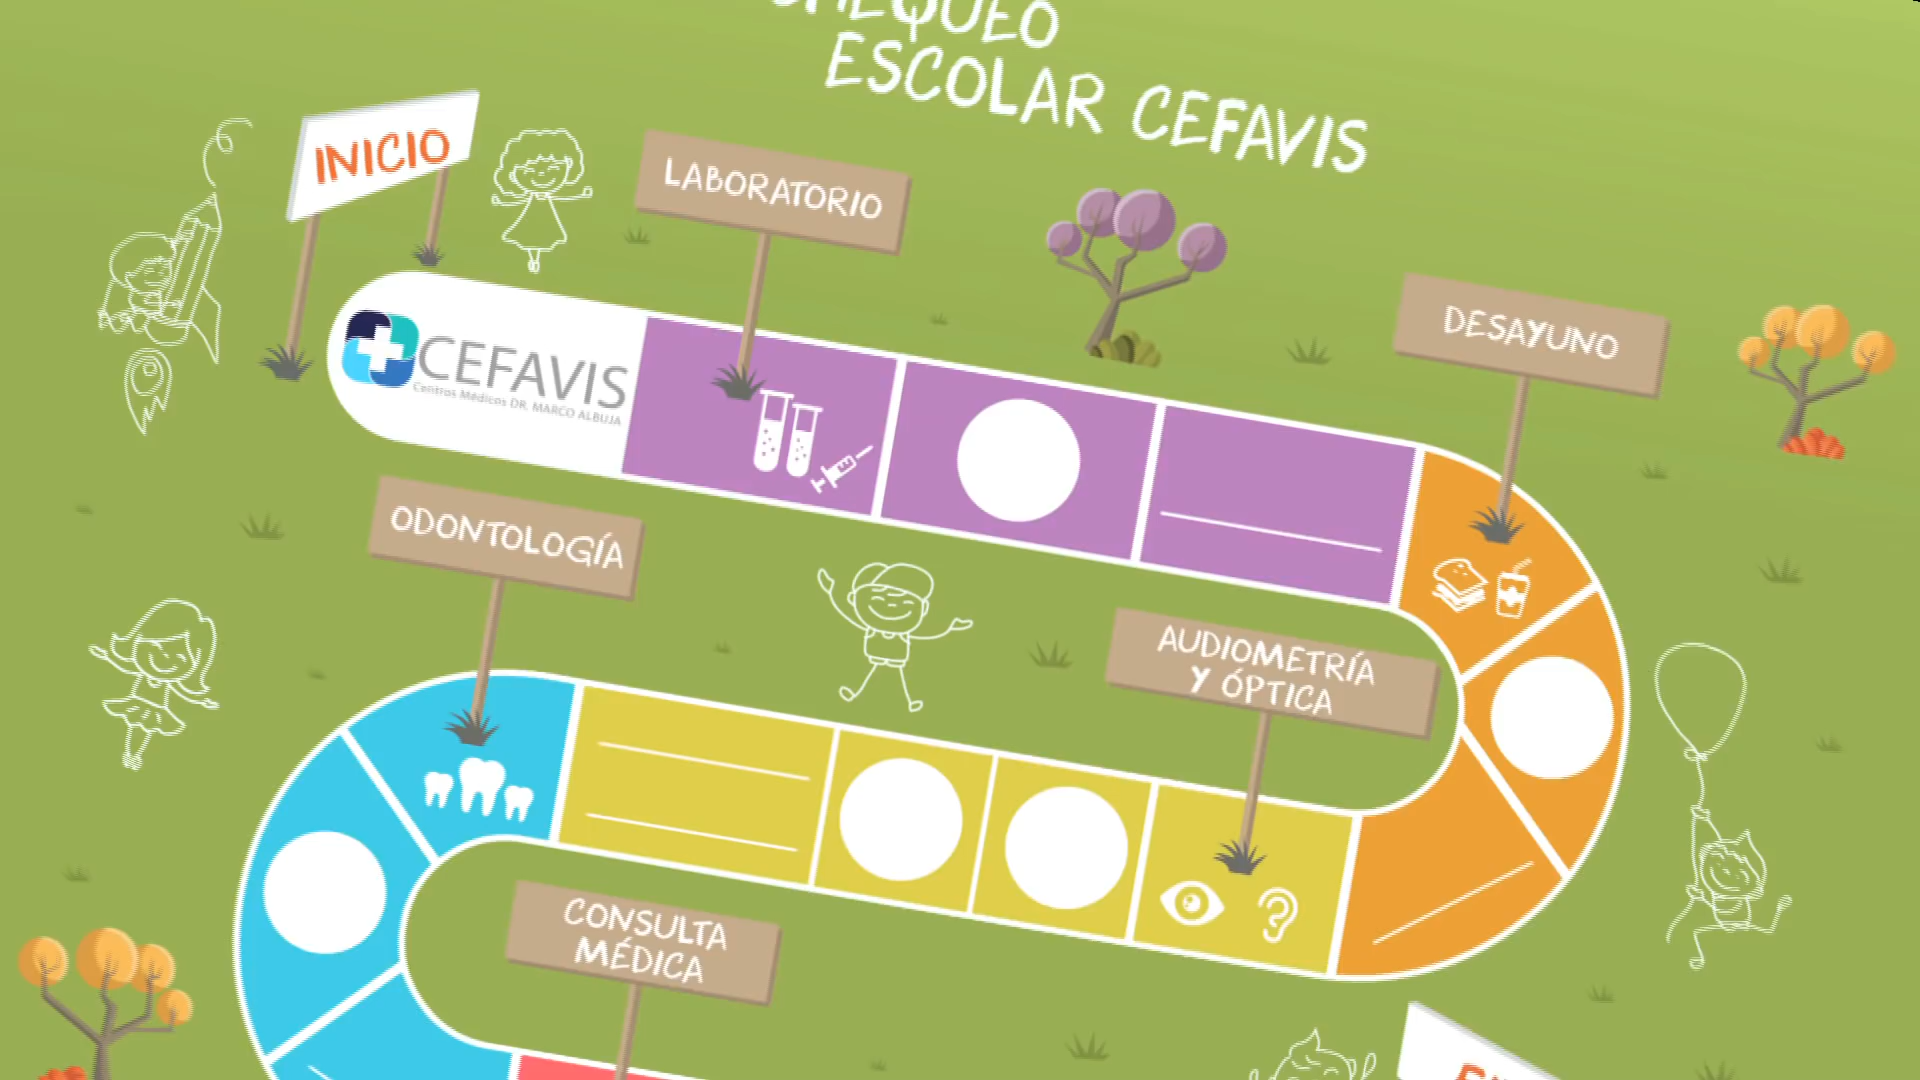 ESCOLAR CEFAVIS
INICIO
LABORATORIO
DESAYUNO
CEFAVIS
Centros Médicos DR. MARCO ALBUJA
ODONTOLOGÍA
AUDIOMETRÍA
Y ÓPTICA
CONSULTA
MÉDICA